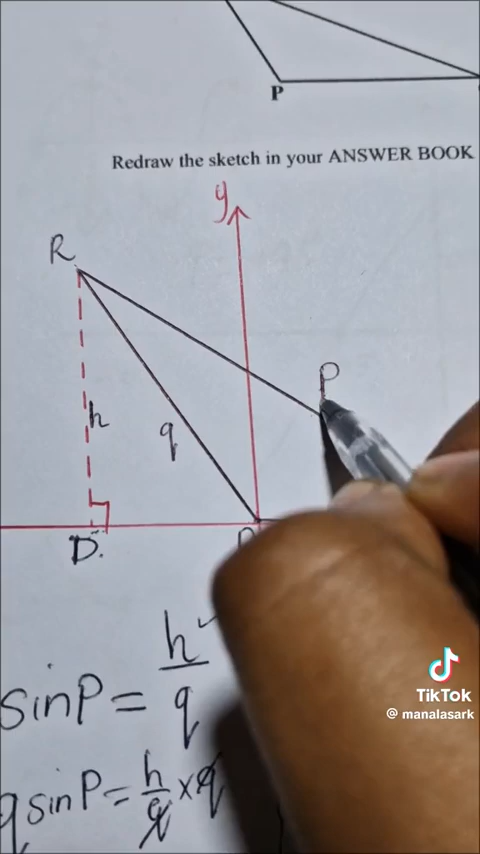 P
Redraw the sketch in your ANSWER BOOK
y
R
P
h
q
D.
sinP = h/q
q sinP = h/q × q
TikTok
@ manalasark